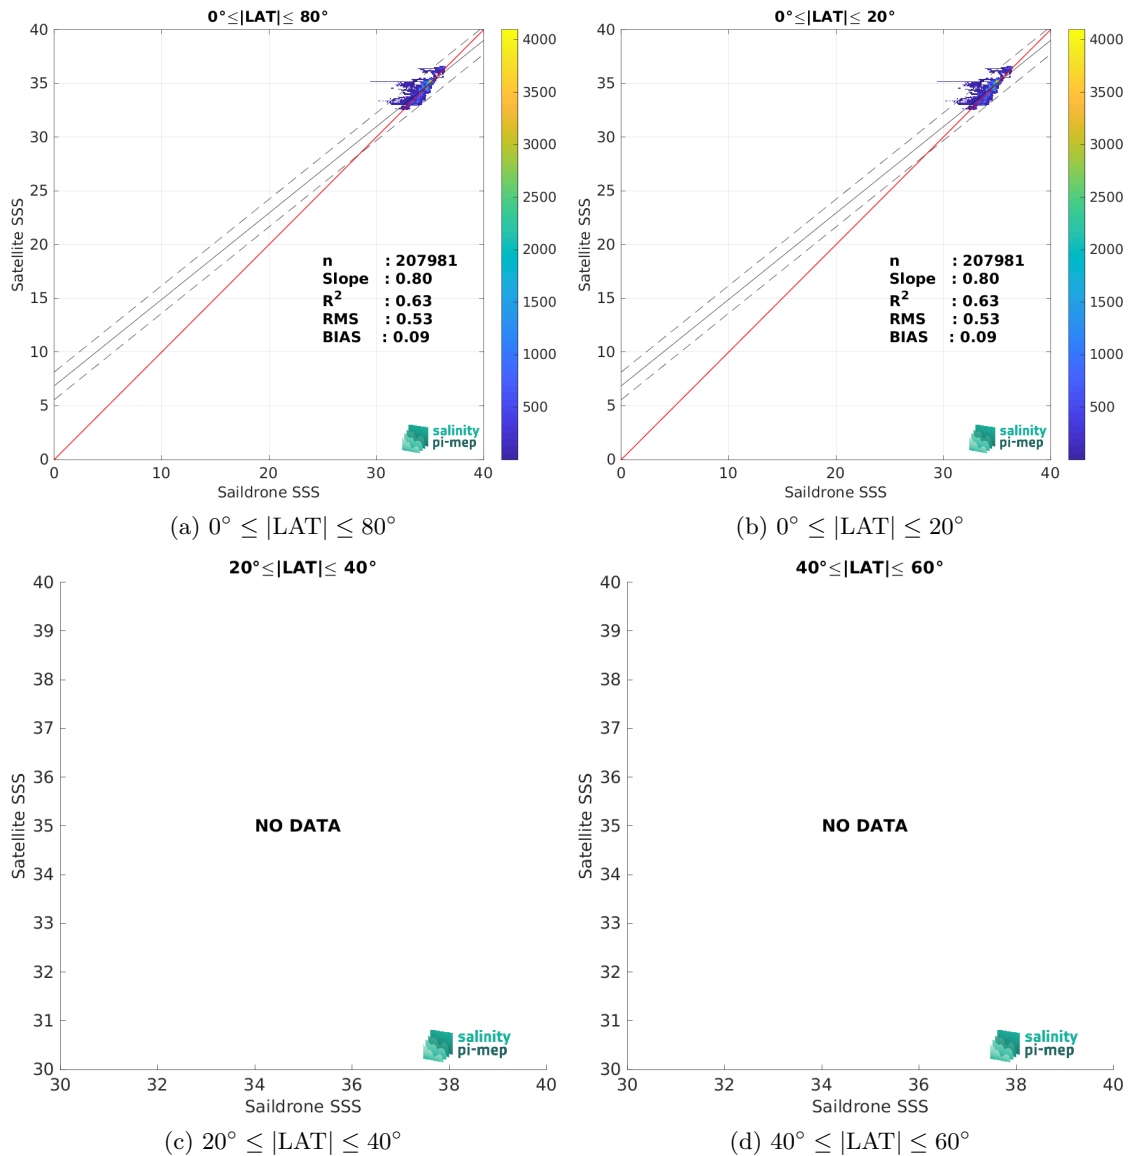 0°≤|LAT|≤ 80°
40
35
30
25
20
15
10
5
0
Satellite SSS
0
10
20
30
40
Saildrone SSS
n : 207981
Slope : 0.80
R² : 0.63
RMS : 0.53
BIAS : 0.09
salinity
pi-mep
4000
3500
3000
2500
2000
1500
1000
500
(a) 0° ≤ |LAT| ≤ 80°
0°≤|LAT|≤ 20°
40
35
30
25
20
15
10
5
0
Satellite SSS
0
10
20
30
40
Saildrone SSS
n : 207981
Slope : 0.80
R² : 0.63
RMS : 0.53
BIAS : 0.09
salinity
pi-mep
4000
3500
3000
2500
2000
1500
1000
500
(b) 0° ≤ |LAT| ≤ 20°
20°≤|LAT|≤ 40°
40
39
38
37
36
35
34
33
32
31
30
Satellite SSS
NO DATA
salinity
pi-mep
30
32
34
36
38
40
Saildrone SSS
(c) 20° ≤ |LAT| ≤ 40°
40°≤|LAT|≤ 60°
40
39
38
37
36
35
34
33
32
31
30
Satellite SSS
NO DATA
salinity
pi-mep
30
32
34
36
38
40
Saildrone SSS
(d) 40° ≤ |LAT| ≤ 60°